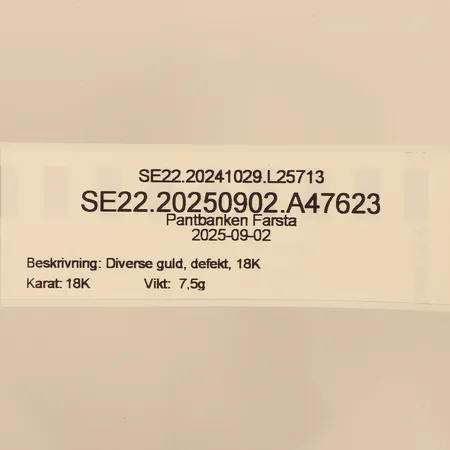 SE22.20241029.L25713
SE22.20250902.A47623
Pantbanken Farsta
2025-09-02
Beskrivning: Diverse guld, defekt, 18K
Karat: 18K Vikt: 7,5g